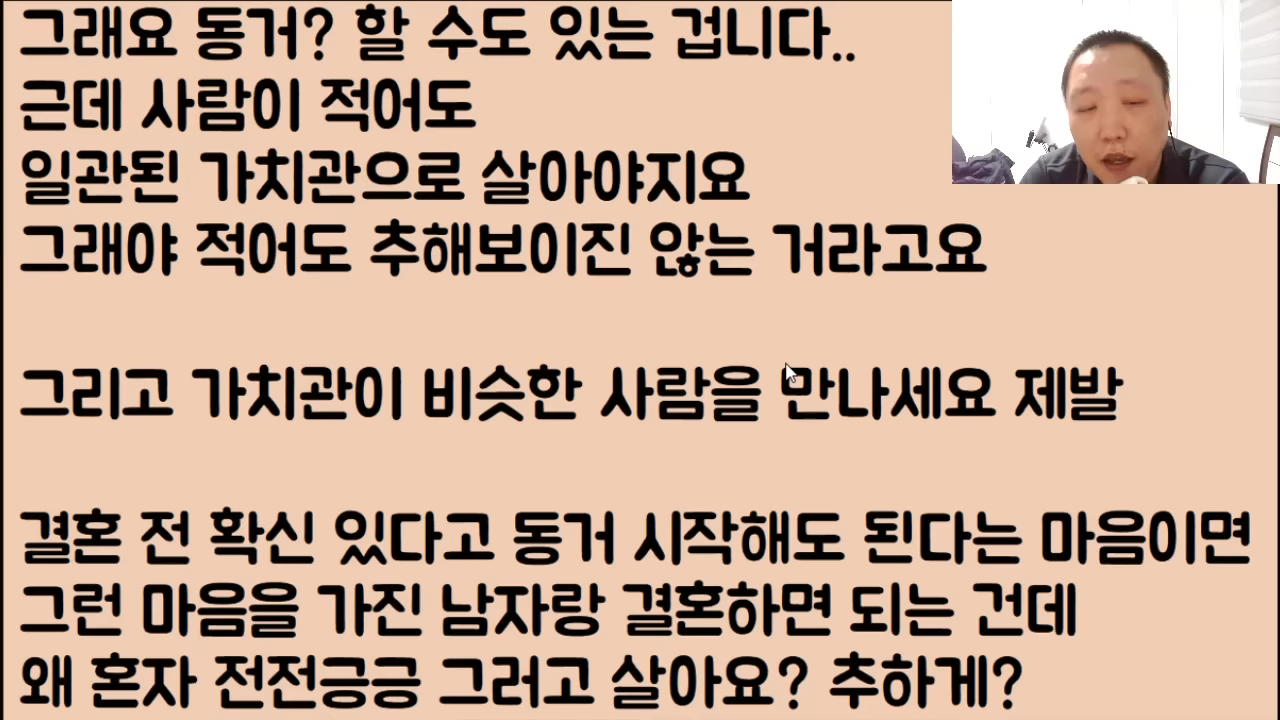 그래요 동거? 할 수도 있는 겁니다..
근데 사람이 적어도
일관된 가치관으로 살아야지요
그래야 적어도 추해보이진 않는 거라고요
그리고 가치관이 비슷한 사람을 만나세요 제발
결혼 전 확신 있다고 동거 시작해도 된다는 마음이면
그런 마음을 가진 남자랑 결혼하면 되는 건데
왜 혼자 전전긍긍 그러고 살아요? 추하게?